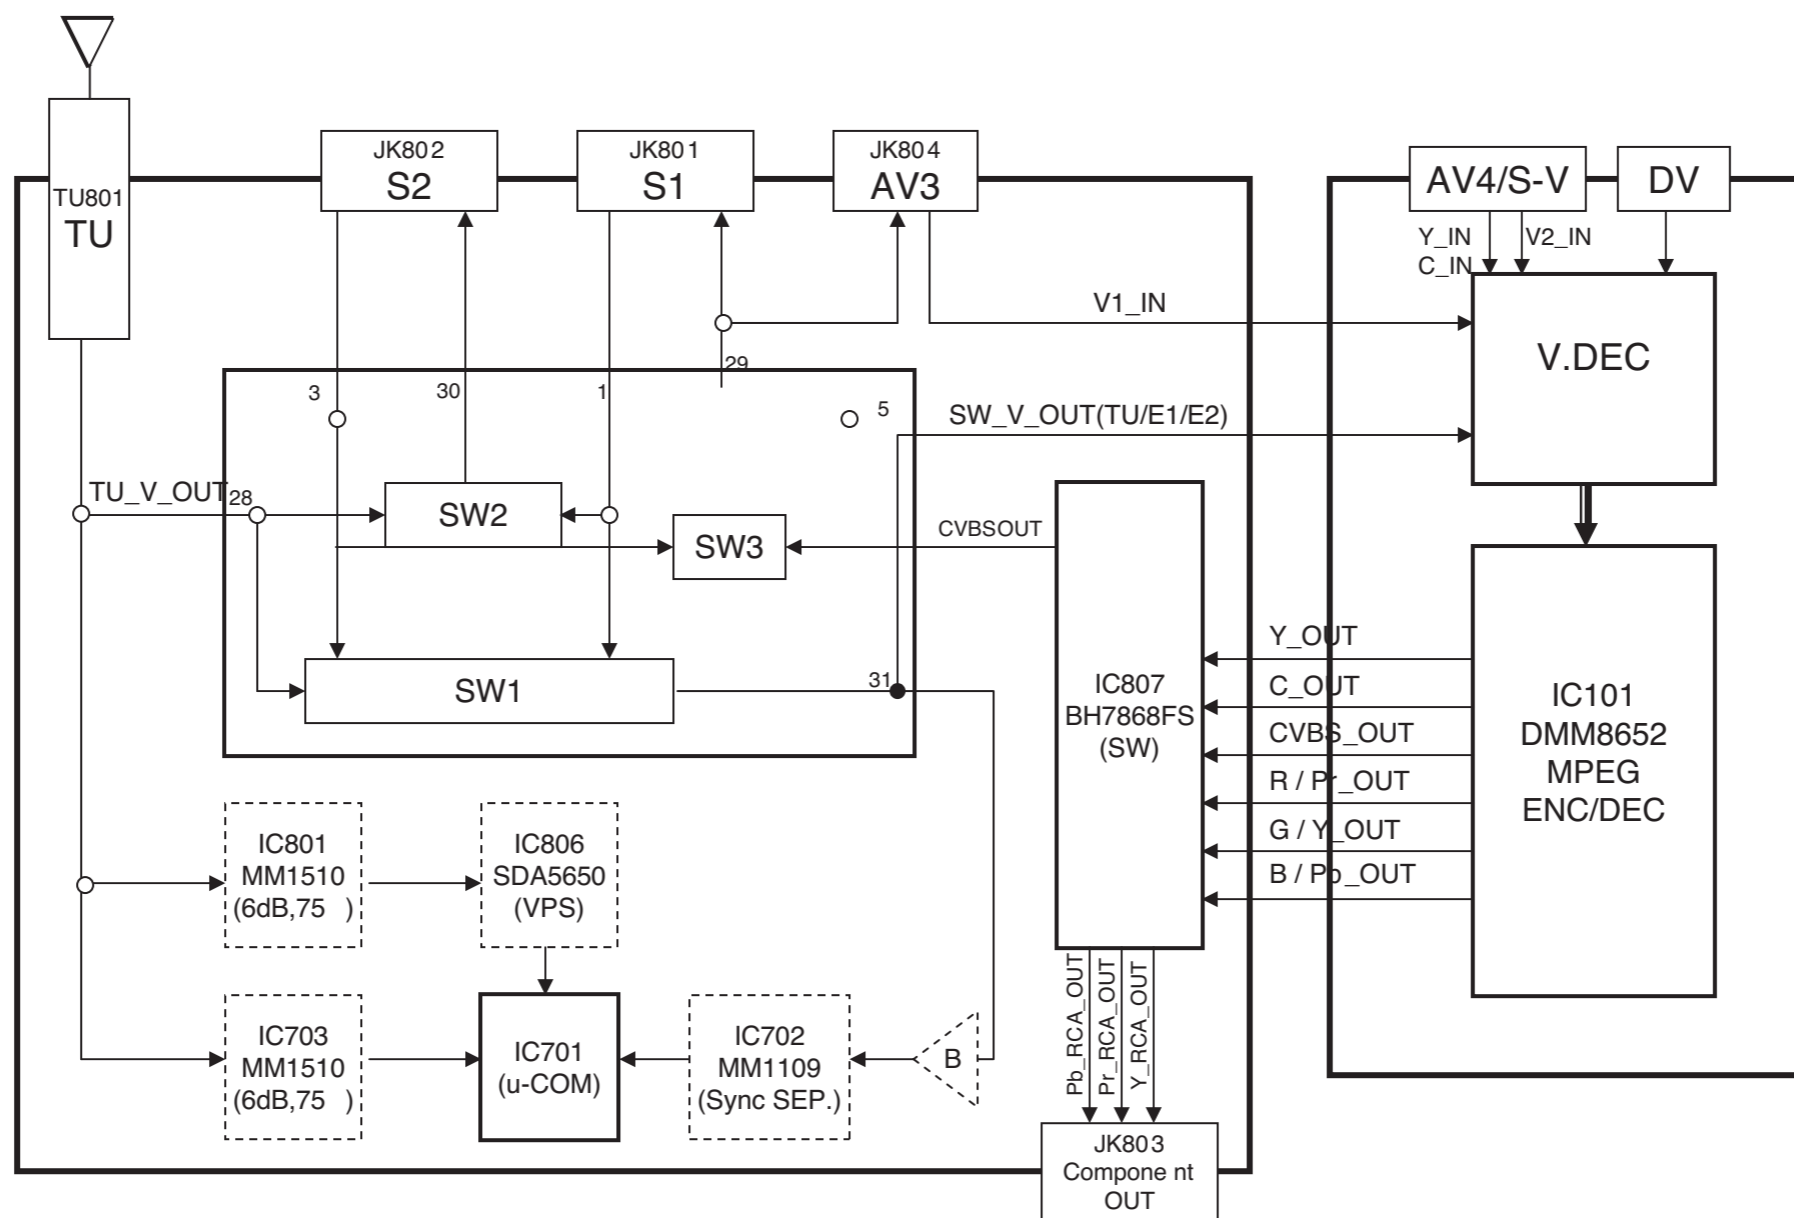 TU801
TU
JK802
S2
JK801
S1
JK804
AV3
AV4/S-V
DV
Y_IN
C_IN
V2_IN
V1_IN
V.DEC
29
3
30
1
5
SW_V_OUT(TU/E1/E2)
TU_V_OUT
28
SW2
SW3
CVBSOUT
SW1
31
IC807
BH7868FS
(SW)
Y_OUT
C_OUT
CVBS_OUT
R / Pr_OUT
G / Y_OUT
B / Pb_OUT
IC101
DMM8652
MPEG
ENC/DEC
IC801
MM1510
(6dB,75 )
IC806
SDA5650
(VPS)
IC703
MM1510
(6dB,75 )
IC701
(u-COM)
IC702
MM1109
(Sync SEP.)
B
Pb_RCA_OUT
Pr_RCA_OUT
Y_RCA_OUT
JK803
Compone nt
OUT